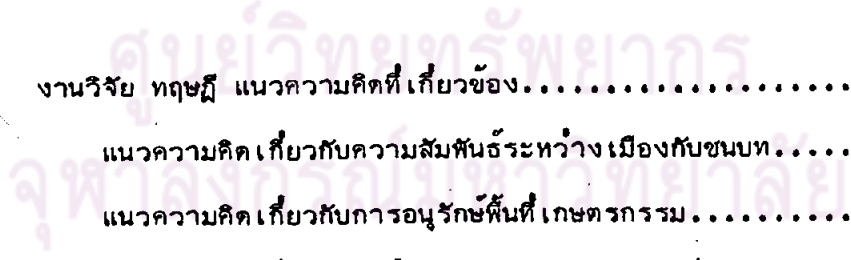 ศูนย์วิทยทรัพยากร
งานวิจัย ทฤษฎี แนวความคิดที่เกี่ยวข้อง....................
แนวความคิดเกี่ยวกับความสัมพันธ์ระหว่างเมืองกับชนบท.....
จุฬาลงกรณ์มหาวิทยาลัย
แนวความคิดเกี่ยวกับการอนุรักษ์พื้นที่เกษตรกรรม..........